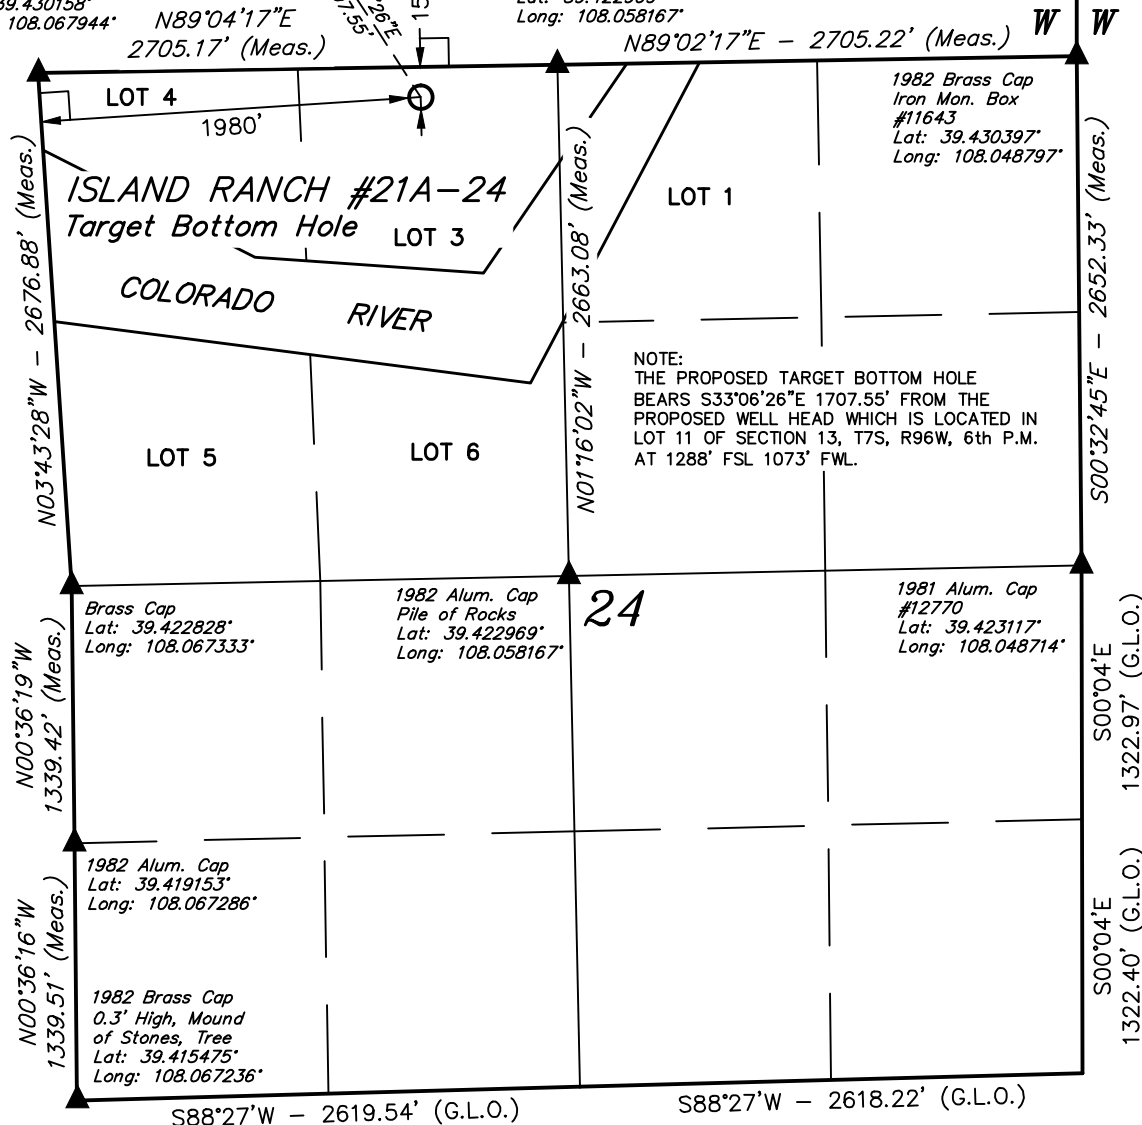 108.067944°
N89°04'17"E
2705.17' (Meas.)
Long: 108.058167°
N89°02'17"E – 2705.22' (Meas.)
W W
LOT 4
1980'
1982 Brass Cap
Iron Mon. Box
#11643
Lat: 39.430397°
Long: 108.048797°
ISLAND RANCH #21A-24
Target Bottom Hole
LOT 3
LOT 1
COLORADO RIVER
N03°43'28"W – 2676.88' (Meas.)
N01°16'02"W – 2663.08' (Meas.)
S00°32'45"E – 2652.33' (Meas.)
NOTE:
THE PROPOSED TARGET BOTTOM HOLE
BEARS S33°06'26"E 1707.55' FROM THE
PROPOSED WELL HEAD WHICH IS LOCATED IN
LOT 11 OF SECTION 13, T7S, R96W, 6th P.M.
AT 1288' FSL 1073' FWL.
LOT 5
LOT 6
Brass Cap
Lat: 39.422828°
Long: 108.067333°
1982 Alum. Cap
Pile of Rocks
Lat: 39.422969°
Long: 108.058167°
24
1981 Alum. Cap
#12770
Lat: 39.423117°
Long: 108.048714°
N00°36'19"W
1339.42' (Meas.)
S00°04'E
1322.97' (G.L.O.)
1982 Alum. Cap
Lat: 39.419153°
Long: 108.067286°
N00°36'16"W
1339.51' (Meas.)
S00°04'E
1322.40' (G.L.O.)
1982 Brass Cap
0.3' High, Mound
of Stones, Tree
Lat: 39.415475°
Long: 108.067236°
S88°27'W – 2619.54' (G.L.O.)
S88°27'W – 2618.22' (G.L.O.)